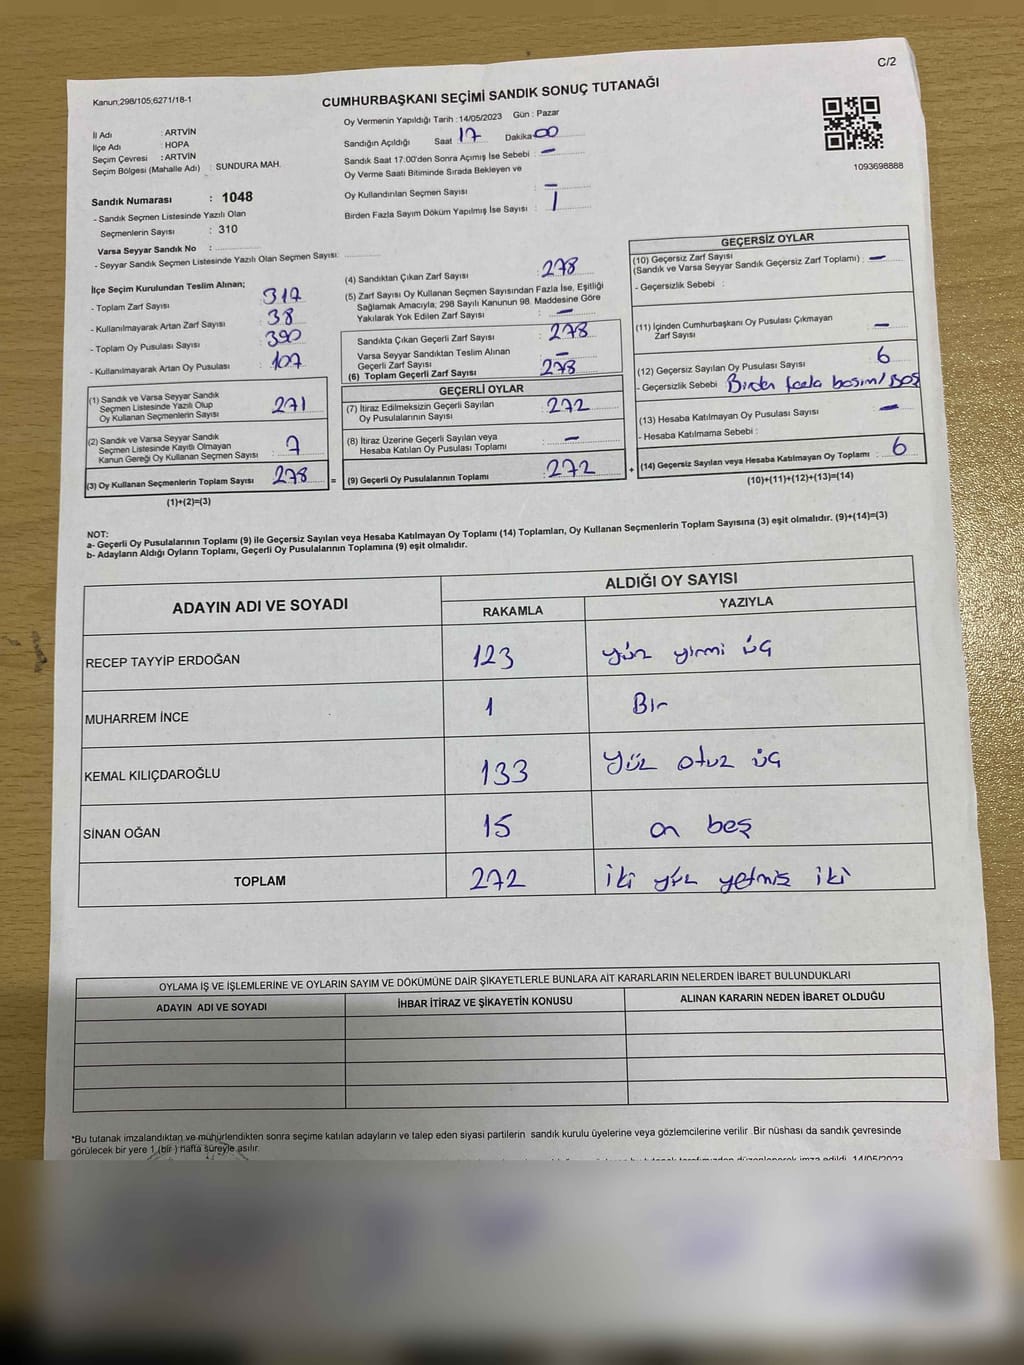 C/2
Kanun;298/105;6271/18-1
CUMHURBAŞKANI SEÇİMİ SANDIK SONUÇ TUTANAĞI
İl Adı : ARTVİN
İlçe Adı : HOPA
Seçim Çevresi : ARTVİN
Seçim Bölgesi (Mahalle Adı) : SUNDURA MAH.
Sandık Numarası : 1048
- Sandık Seçmen Listesinde Yazılı Olan
Seçmenlerin Sayısı : 310
Varsa Seyyar Sandık No :
- Seyyar Sandık Seçmen Listesinde Yazılı Olan Seçmen Sayısı:
Oy Vermenin Yapıldığı Tarih :14/05/2023 Gün : Pazar
Sandığın Açıldığı Saat 17 Dakika 00
Sandık Saat 17:00'den Sonra Açımış İse Sebebi : –
Oy Verme Saati Bitiminde Sırada Bekleyen ve
Oy Kullandırılan Seçmen Sayısı : –
Birden Fazla Sayım Döküm Yapılmış İse Sayısı : 1
1093698888
İlçe Seçim Kurulundan Teslim Alınan;
- Toplam Zarf Sayısı : 317
- Kullanılmayarak Artan Zarf Sayısı : 38
- Toplam Oy Pusulası Sayısı : 390
- Kullanılmayarak Artan Oy Pusulası : 107
(1) Sandık ve Varsa Seyyar Sandık
Seçmen Listesinde Yazılı Olup
Oy Kullanan Seçmenlerin Sayısı : 271
(2) Sandık ve Varsa Seyyar Sandık
Seçmen Listesinde Kayıtlı Olmayan
Kanun Gereği Oy Kullanan Seçmen Sayısı : 7
(3) Oy Kullanan Seçmenlerin Toplam Sayısı : 278
(1)+(2)=(3)
(4) Sandıktan Çıkan Zarf Sayısı : 278
(5) Zarf Sayısı Oy Kullanan Seçmen Sayısından Fazla İse, Eşitliği
Sağlamak Amacıyla; 298 Sayılı Kanunun 98. Maddesine Göre
Yakılarak Yok Edilen Zarf Sayısı : –
Sandıkta Çıkan Geçerli Zarf Sayısı : 278
Varsa Seyyar Sandıktan Teslim Alınan
Geçerli Zarf Sayısı : –
(6) Toplam Geçerli Zarf Sayısı : 278
GEÇERLİ OYLAR
(7) İtiraz Edilmeksizin Geçerli Sayılan
Oy Pusulalarının Sayısı : 272
(8) İtiraz Üzerine Geçerli Sayılan veya
Hesaba Katılan Oy Pusulası Toplamı : –
= (9) Geçerli Oy Pusulalarının Toplamı : 272
GEÇERSİZ OYLAR
(10) Geçersiz Zarf Sayısı
(Sandık ve Varsa Seyyar Sandık Geçersiz Zarf Toplamı) : –
- Geçersizlik Sebebi :
(11) İçinden Cumhurbaşkanı Oy Pusulası Çıkmayan
Zarf Sayısı : –
(12) Geçersiz Sayılan Oy Pusulası Sayısı : 6
- Geçersizlik Sebebi : Birden fazla basım/Boş
(13) Hesaba Katılmayan Oy Pusulası Sayısı : –
- Hesaba Katılmama Sebebi :
+ (14) Geçersiz Sayılan veya Hesaba Katılmayan Oy Toplamı : 6
(10)+(11)+(12)+(13)=(14)
NOT:
a- Geçerli Oy Pusulalarının Toplamı (9) ile Geçersiz Sayılan veya Hesaba Katılmayan Oy Toplamı (14) Toplamları, Oy Kullanan Seçmenlerin Toplam Sayısına (3) eşit olmalıdır. (9)+(14)=(3)
b- Adayların Aldığı Oyların Toplamı, Geçerli Oy Pusulalarının Toplamına (9) eşit olmalıdır.
ADAYIN ADI VE SOYADI
ALDIĞI OY SAYISI
RAKAMLA YAZIYLA
RECEP TAYYİP ERDOĞAN 123 yüz yirmi üç
MUHARREM İNCE 1 Bir
KEMAL KILIÇDAROĞLU 133 yüz otuz üç
SİNAN OĞAN 15 on beş
TOPLAM 272 iki yüz yetmiş iki
OYLAMA İŞ VE İŞLEMLERİNE VE OYLARIN SAYIM VE DÖKÜMÜNE DAİR ŞİKAYETLERLE BUNLARA AİT KARARLARIN NELERDEN İBARET BULUNDUKLARI
ADAYIN ADI VE SOYADI İHBAR İTİRAZ VE ŞİKAYETİN KONUSU ALINAN KARARIN NEDEN İBARET OLDUĞU
*Bu tutanak imzalandıktan ve mühürlendikten sonra seçime katılan adayların ve talep eden siyasi partilerin sandık kurulu üyelerine veya gözlemcilerine verilir .Bir nüshası da sandık çevresinde
görülecek bir yere 1 (bir ) hafta süreyle asılır.
tarafımızdan düzenlenerek imza edildi. 14/05/2023